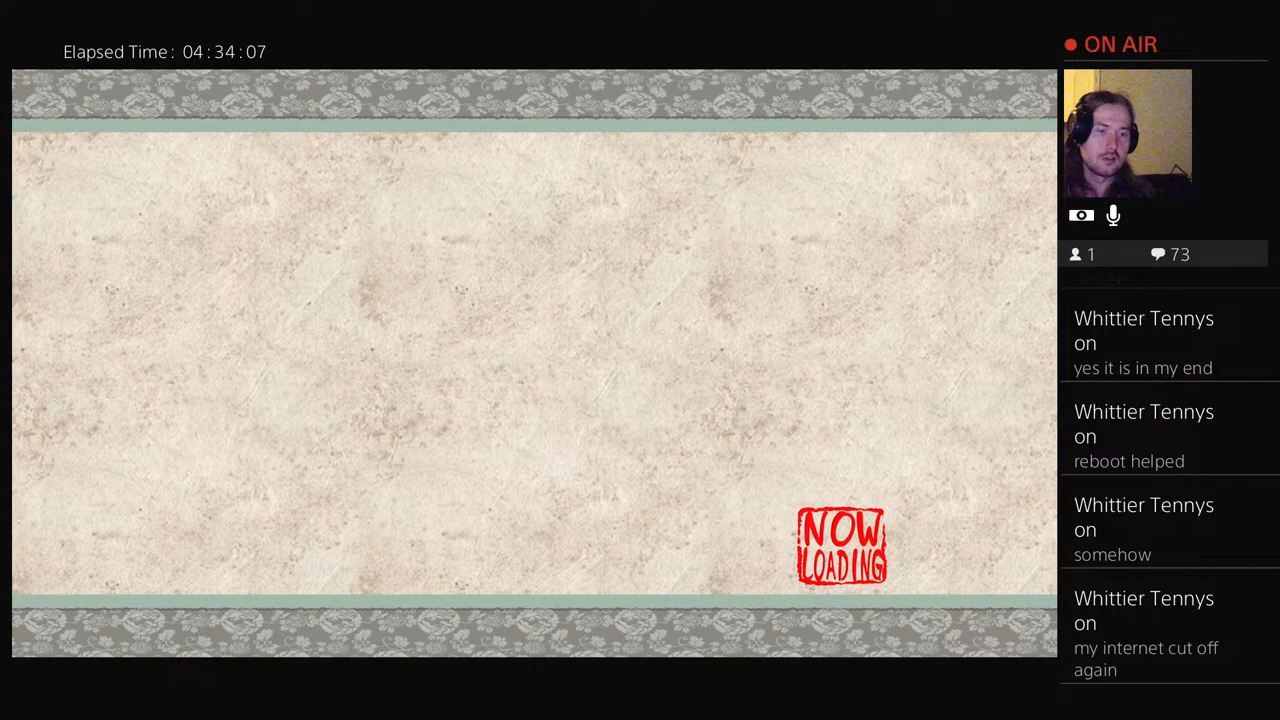 Elapsed Time: 04:34:07
ON AIR
1 73
Whittier Tennys
on
yes it is in my end
Whittier Tennys
on
reboot helped
Whittier Tennys
on
somehow
Whittier Tennys
on
my internet cut off
again
NOW
LOADING